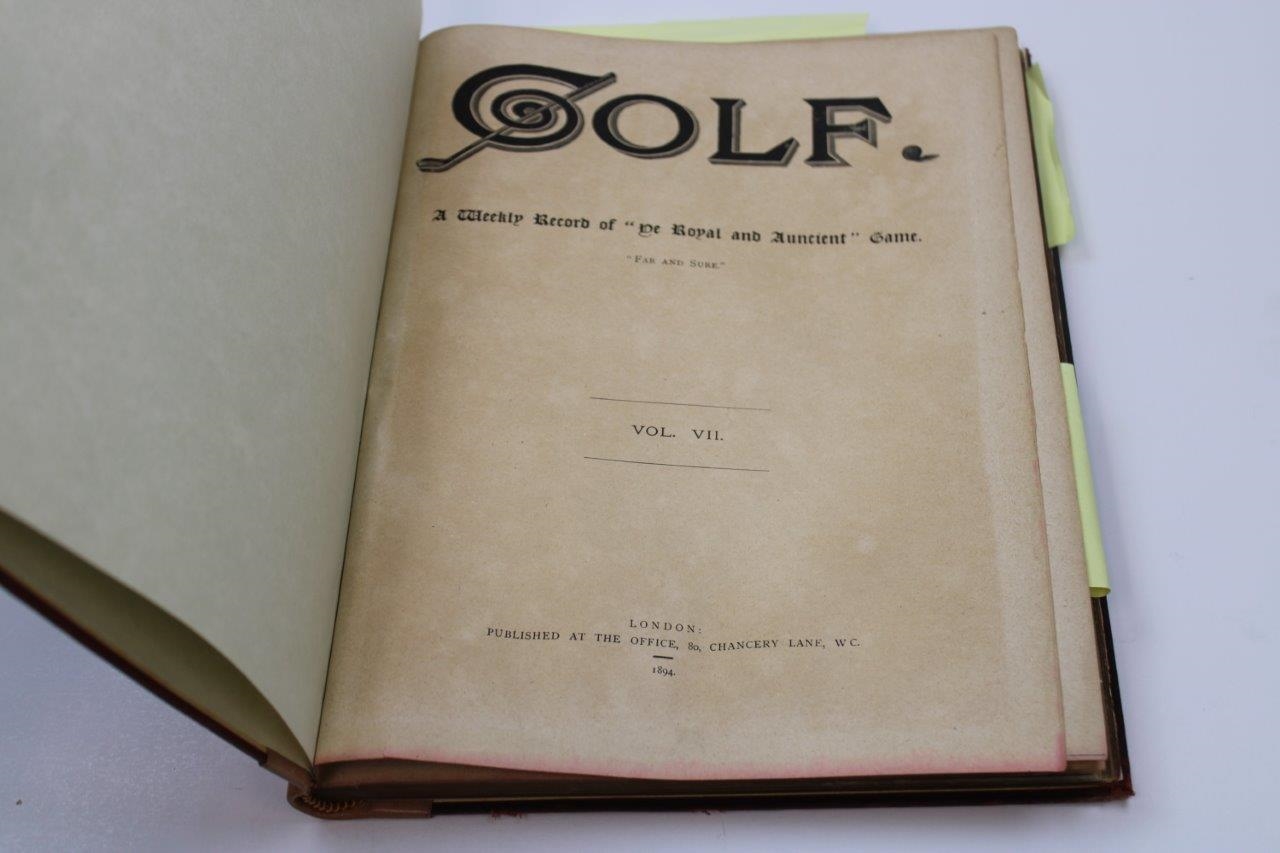 GOLF.
A Weekly Record of "Ye Royal and Auncient" Game.
"FAR AND SURE."
VOL. VII.
LONDON:
PUBLISHED AT THE OFFICE, 80, CHANCERY LANE, W C.
1894.